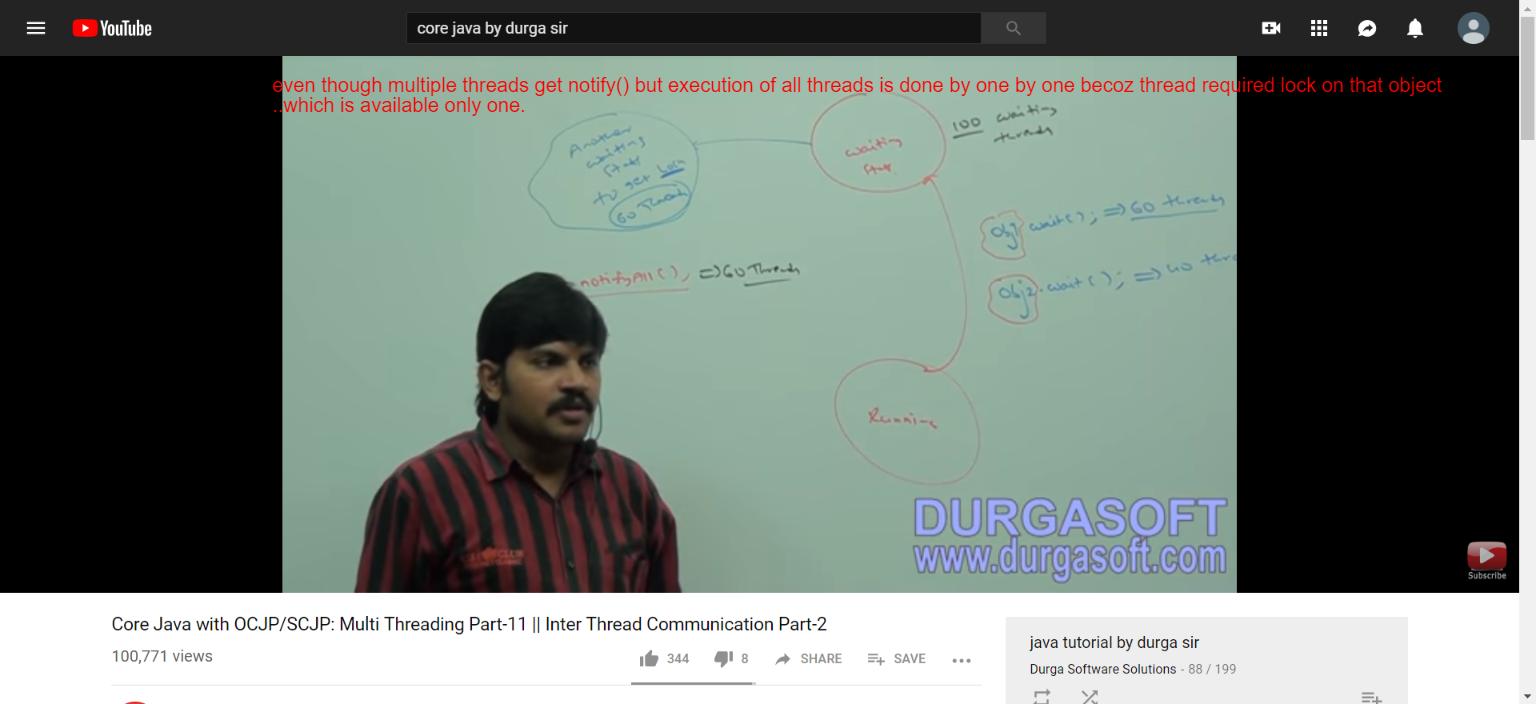 YouTube
core java by durga sir
even though multiple threads get notify() but execution of all threads is done by one by one becoz thread required lock on that object
..which is available only one.
100 waiting
threads
Another
waiting
State
to get Lock
60 Threads
waiting
State
obj1.wait(); => 60 threads
obj2.wait(); => 40
notifyAll(); => 60 Threads
Running
DURGASOFT
www.durgasoft.com
Subscribe
Core Java with OCJP/SCJP: Multi Threading Part-11 || Inter Thread Communication Part-2
100,771 views
344
8
SHARE
SAVE
java tutorial by durga sir
Durga Software Solutions - 88 / 199